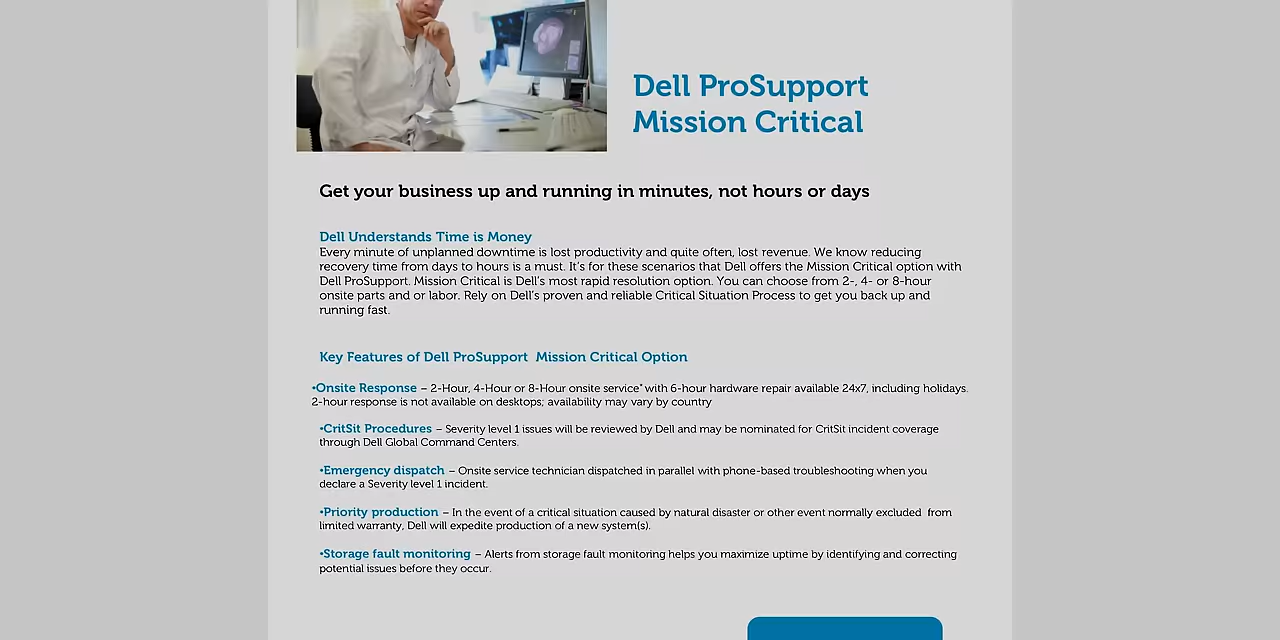 Dell ProSupport
Mission Critical
Get your business up and running in minutes, not hours or days
Dell Understands Time is Money
Every minute of unplanned downtime is lost productivity and quite often, lost revenue. We know reducing
recovery time from days to hours is a must. It's for these scenarios that Dell offers the Mission Critical option with
Dell ProSupport. Mission Critical is Dell's most rapid resolution option. You can choose from 2-, 4- or 8-hour
onsite parts and or labor. Rely on Dell's proven and reliable Critical Situation Process to get you back up and
running fast.
Key Features of Dell ProSupport  Mission Critical Option
•Onsite Response – 2-Hour, 4-Hour or 8-Hour onsite service* with 6-hour hardware repair available 24x7, including holidays.
2-hour response is not available on desktops; availability may vary by country
•CritSit Procedures – Severity level 1 issues will be reviewed by Dell and may be nominated for CritSit incident coverage
through Dell Global Command Centers.
•Emergency dispatch – Onsite service technician dispatched in parallel with phone-based troubleshooting when you
declare a Severity level 1 incident.
•Priority production – In the event of a critical situation caused by natural disaster or other event normally excluded  from
limited warranty, Dell will expedite production of a new system(s).
•Storage fault monitoring – Alerts from storage fault monitoring helps you maximize uptime by identifying and correcting
potential issues before they occur.